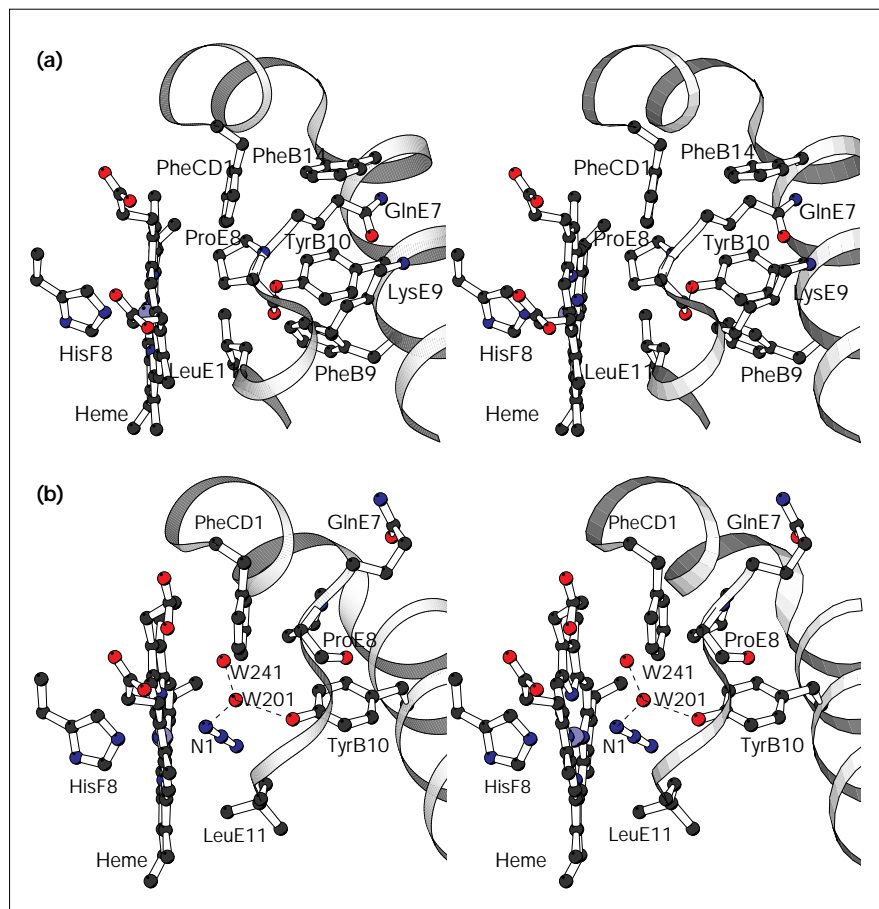 (a)
PheCD1
PheB14
GlnE7
ProE8
TyrB10
LysE9
HisF8
LeuE11
PheB9
Heme
PheCD1
PheB14
GlnE7
ProE8
TyrB10
LysE9
HisF8
LeuE11
PheB9
Heme
(b)
PheCD1
GlnE7
ProE8
W241
W201
N1
TyrB10
HisF8
LeuE11
Heme
PheCD1
GlnE7
ProE8
W241
W201
N1
TyrB10
HisF8
LeuE11
Heme